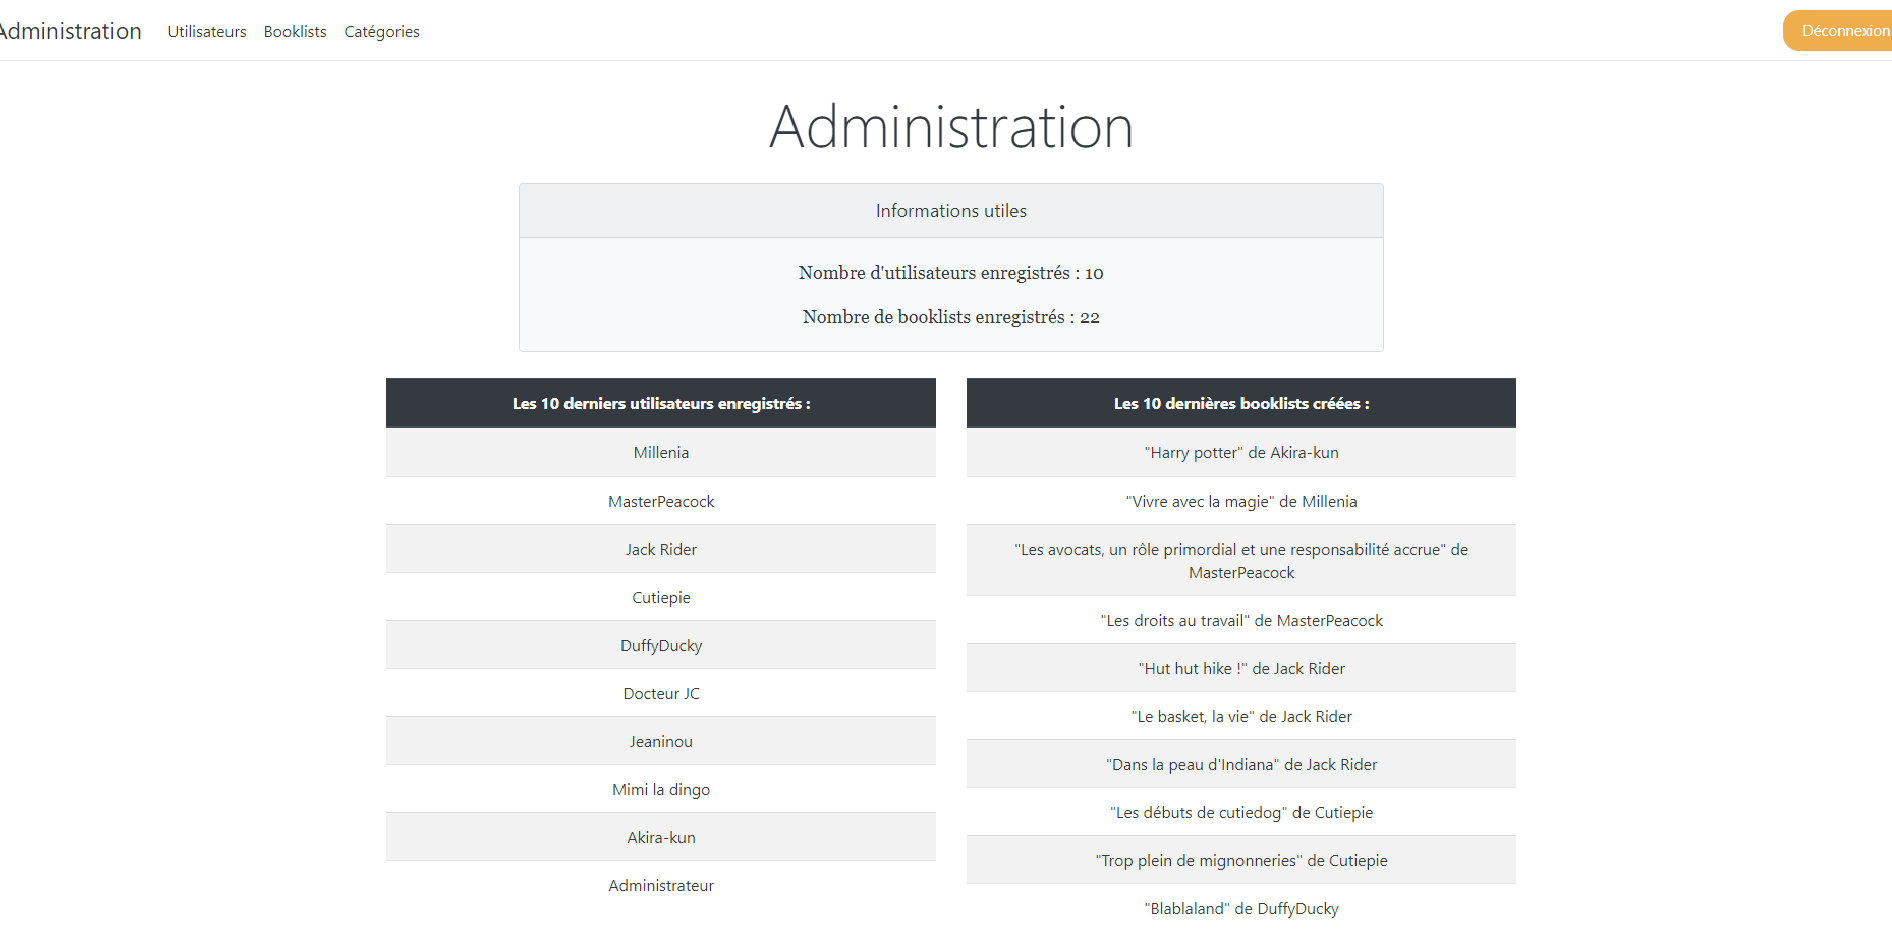 Administration Utilisateurs Booklists Catégories Déconnexion
Administration
Informations utiles
Nombre d'utilisateurs enregistrés : 10
Nombre de booklists enregistrés : 22
Les 10 derniers utilisateurs enregistrés :
Millenia
MasterPeacock
Jack Rider
Cutiepie
DuffyDucky
Docteur JC
Jeaninou
Mimi la dingo
Akira-kun
Administrateur
Les 10 dernières booklists créées :
"Harry potter" de Akira-kun
"Vivre avec la magie" de Millenia
"Les avocats, un rôle primordial et une responsabilité accrue" de
MasterPeacock
"Les droits au travail" de MasterPeacock
"Hut hut hike !" de Jack Rider
"Le basket, la vie" de Jack Rider
"Dans la peau d'Indiana" de Jack Rider
"Les débuts de cutiedog" de Cutiepie
"Trop plein de mignonneries" de Cutiepie
"Blablaland" de DuffyDucky